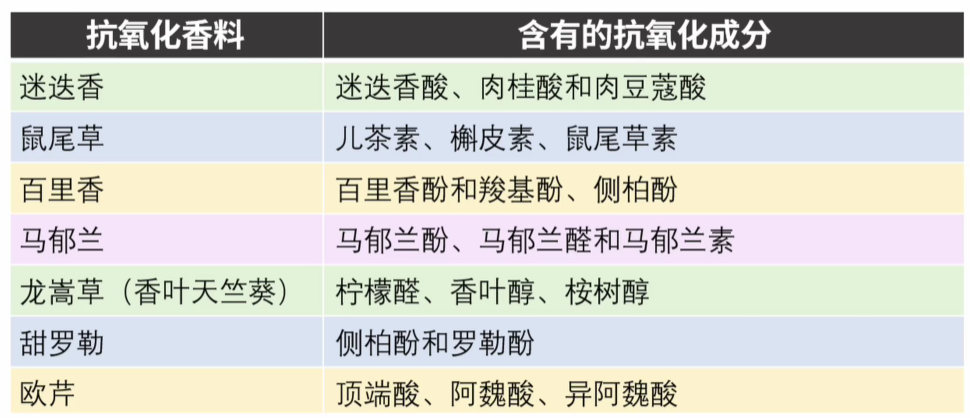 抗氧化香料 含有的抗氧化成分
迷迭香 迷迭香酸、肉桂酸和肉豆蔻酸
鼠尾草 儿茶素、槲皮素、鼠尾草素
百里香 百里香酚和羧基酚、侧柏酚
马郁兰 马郁兰酚、马郁兰醛和马郁兰素
龙嵩草（香叶天竺葵） 柠檬醛、香叶醇、桉树醇
甜罗勒 侧柏酚和罗勒酚
欧芹 顶端酸、阿魏酸、异阿魏酸